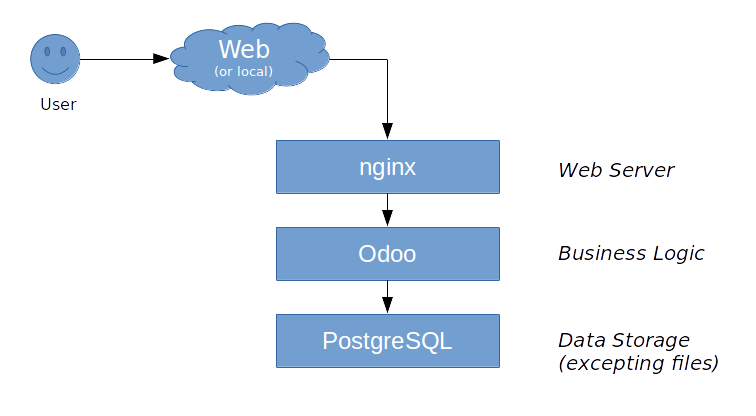 Web
(or local)
User
nginx
Web Server
Odoo
Business Logic
PostgreSQL
Data Storage
(excepting files)